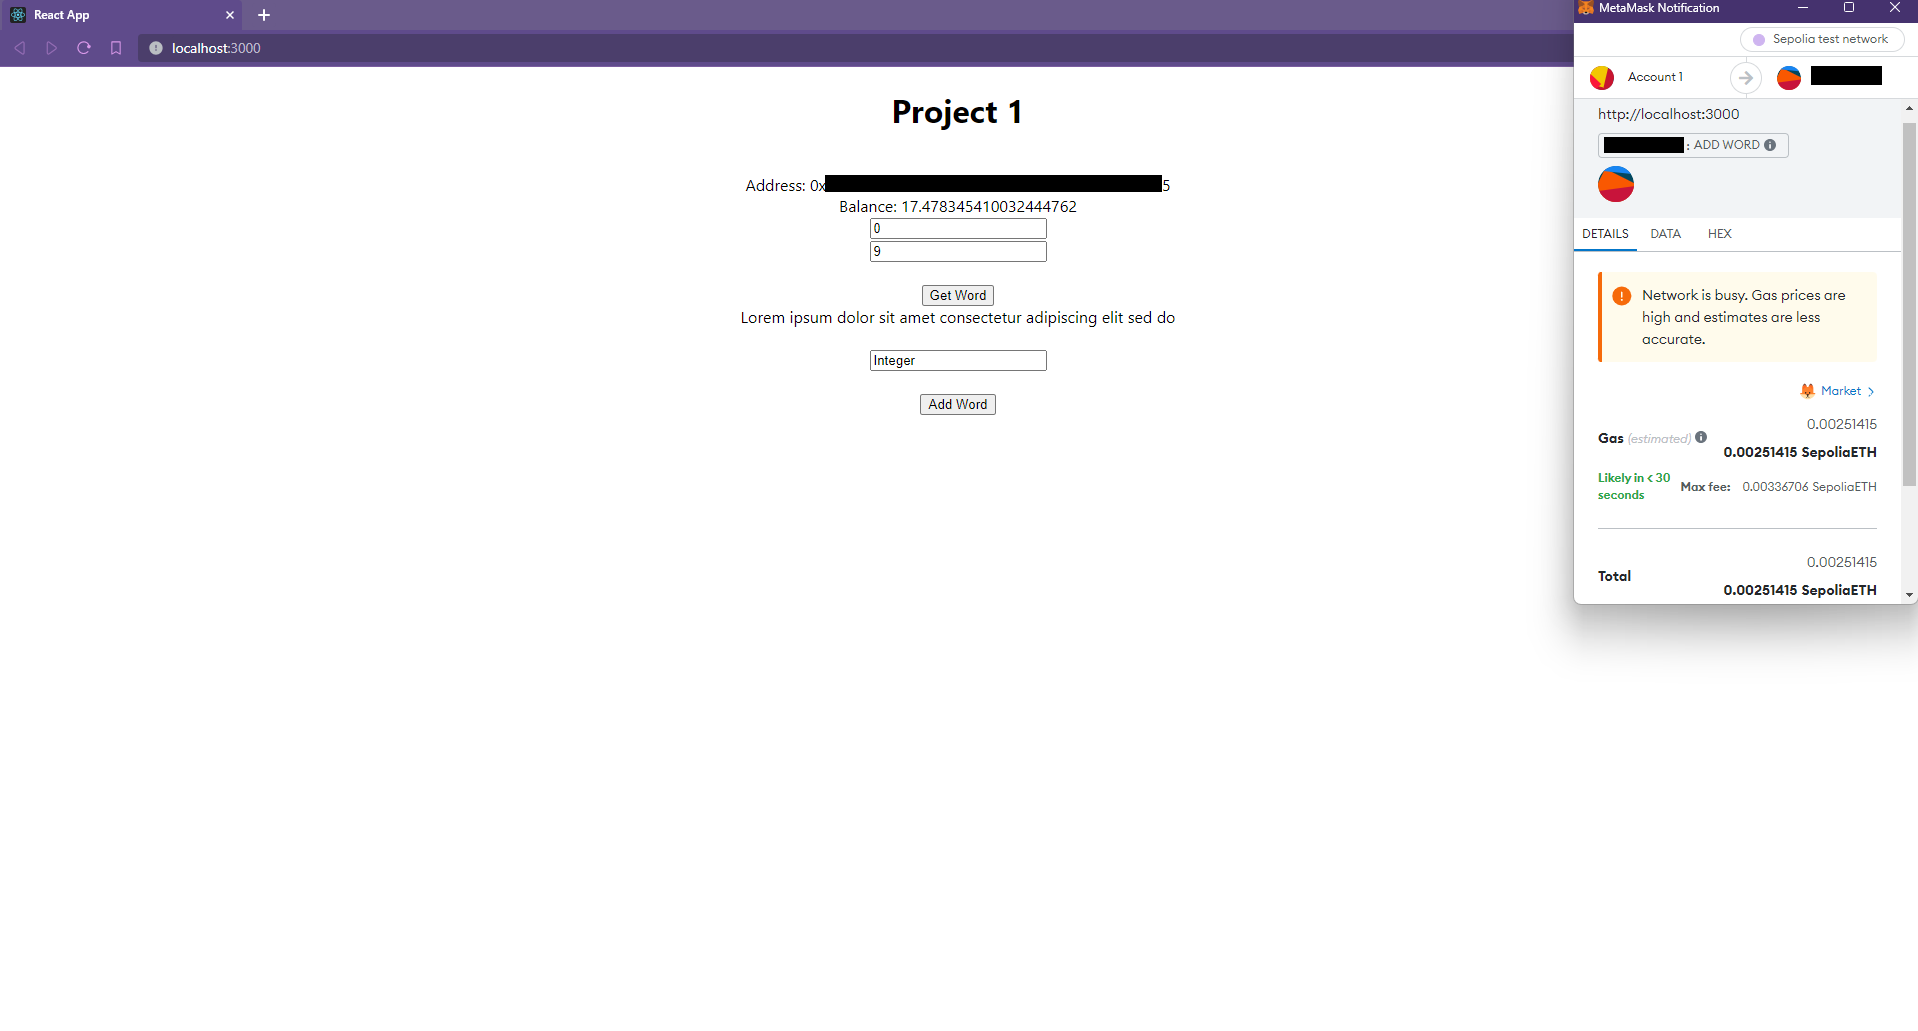 React App
localhost:3000
Project 1
Address: 0x 5
Balance: 17.478345410032444762
0
9
Get Word
Lorem ipsum dolor sit amet consectetur adipiscing elit sed do
Integer
Add Word
MetaMask Notification
Sepolia test network
Account 1
http://localhost:3000
: ADD WORD
DETAILS DATA HEX
Network is busy. Gas prices are
high and estimates are less
accurate.
Market
0.00251415
Gas (estimated)
0.00251415 SepoliaETH
Likely in < 30
seconds
Max fee: 0.00336706 SepoliaETH
0.00251415
Total
0.00251415 SepoliaETH